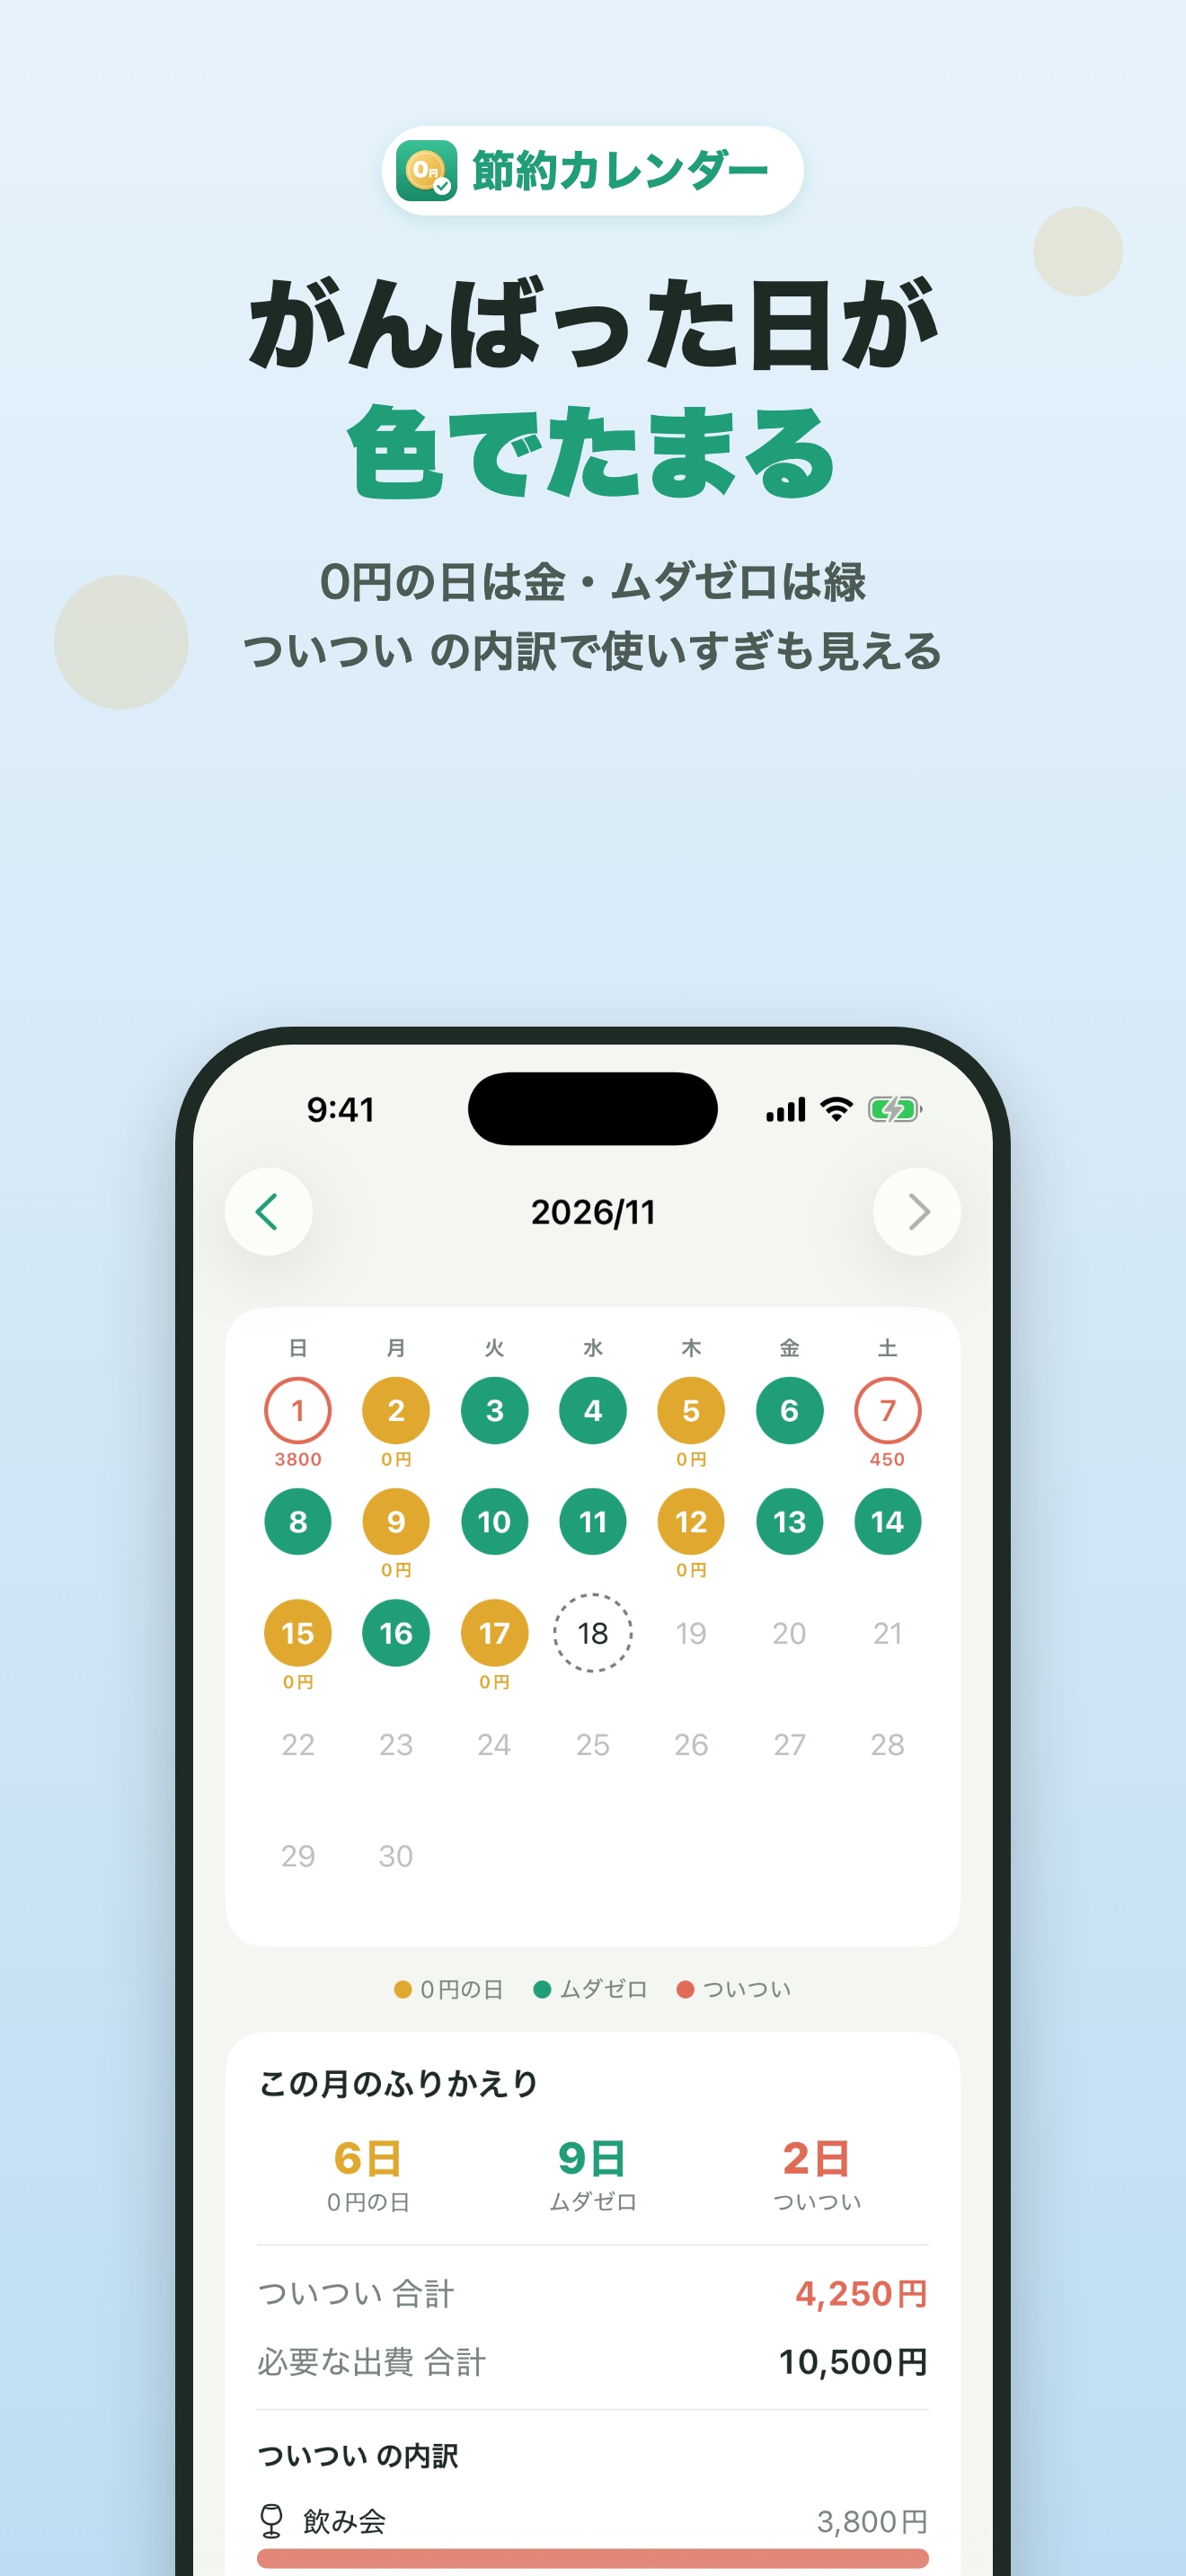 0円
節約カレンダー
がんばった日が
色でたまる
0円の日は金・ムダゼロは緑
ついつい の内訳で使いすぎも見える
9:41
2026/11
日 月 火 水 木 金 土
1 2 3 4 5 6 7
3800 0円 0円 450
8 9 10 11 12 13 14
0円 0円
15 16 17 18 19 20 21
0円 0円
22 23 24 25 26 27 28
29 30
0円の日 ムダゼロ ついつい
この月のふりかえり
6日 9日 2日
0円の日 ムダゼロ ついつい
ついつい 合計 4,250円
必要な出費 合計 10,500円
ついつい の内訳
飲み会 3,800円